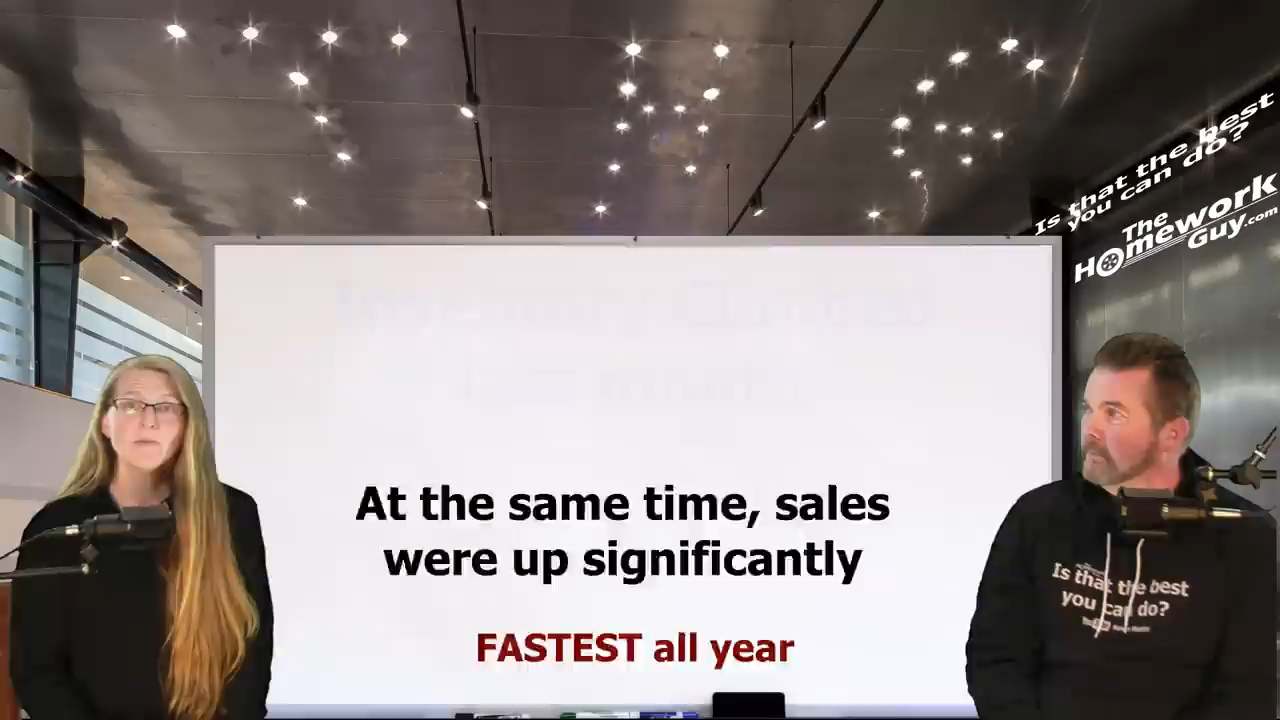 Is that the best
you can do?
The
Homework
Guy.com
At the same time, sales
were up significantly
FASTEST all year
Is that the best
you can do?